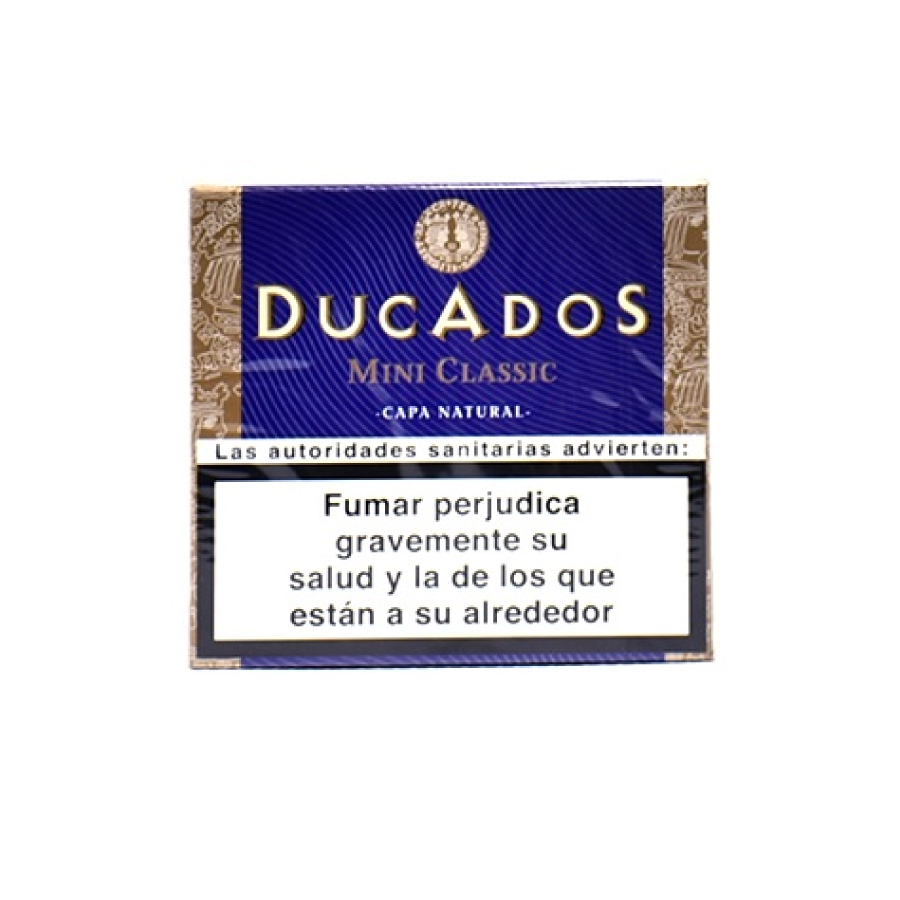 DUCADOS
MINI CLASSIC
-CAPA NATURAL-
Las autoridades sanitarias advierten:
Fumar perjudica
gravemente su
salud y la de los que
están a su alrededor